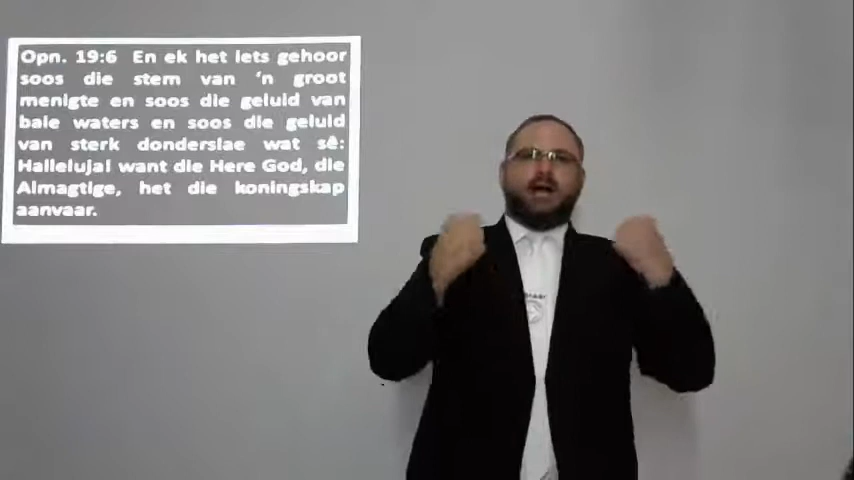 Opn. 19:6 En ek het iets gehoor
soos die stem van 'n groot
menigte en soos die geluid van
baie waters en soos die geluid
van sterk donderslae wat sê:
Halleluja! want die Here God, die
Almagtige, het die koningskap
aanvaar.